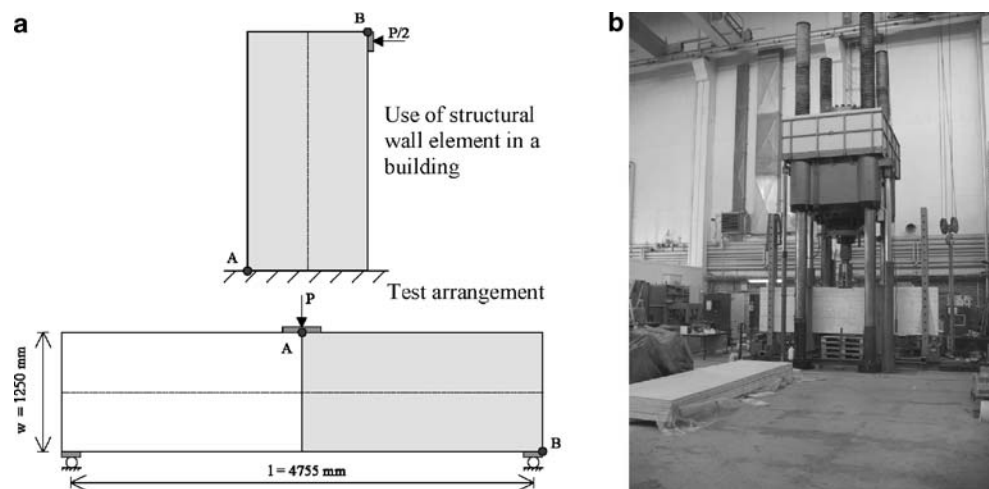 a
B
P/2
Use of structural
wall element in a
building
A
Test arrangement
P
A
w = 1250 mm
B
l = 4755 mm
b